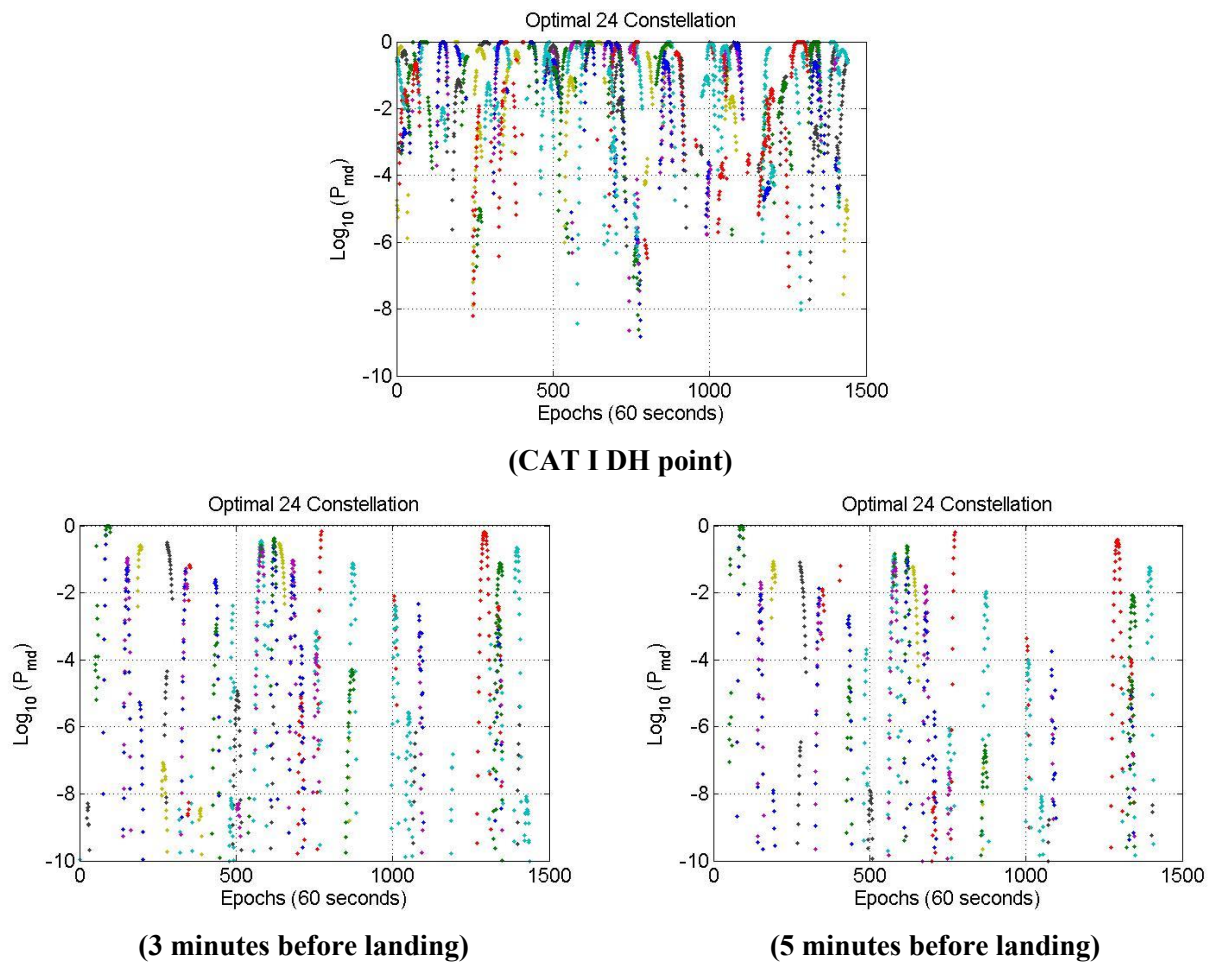 Optimal 24 Constellation
0
-2
-4
-6
-8
-10
Log10 (Pmd)
0 500 1000 1500
Epochs (60 seconds)
(CAT I DH point)
Optimal 24 Constellation
0
-2
-4
-6
-8
-10
Log10 (Pmd)
0 500 1000 1500
Epochs (60 seconds)
(3 minutes before landing)
Optimal 24 Constellation
0
-2
-4
-6
-8
-10
Log10 (Pmd)
0 500 1000 1500
Epochs (60 seconds)
(5 minutes before landing)